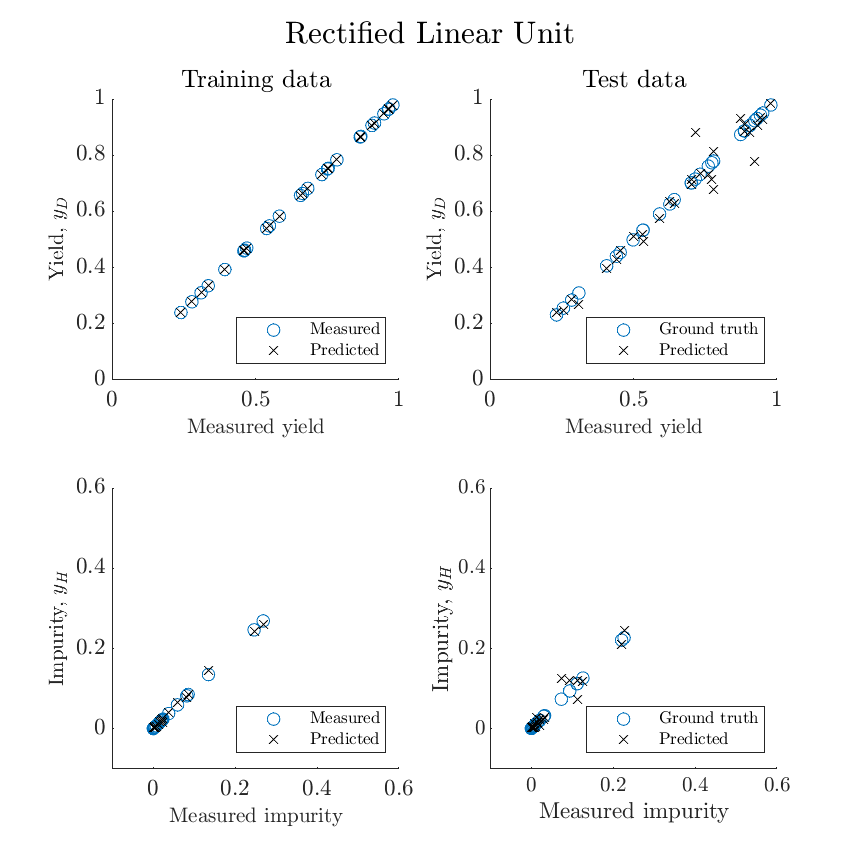 Rectified Linear Unit
Training data
1
0.8
0.6
0.4
0.2
0
Yield, y_D
0 0.5 1
Measured yield
Measured
Predicted
Test data
1
0.8
0.6
0.4
0.2
0
Yield, y_D
0 0.5 1
Measured yield
Ground truth
Predicted
0.6
0.4
0.2
0
Impurity, y_H
0 0.2 0.4 0.6
Measured impurity
Measured
Predicted
0.6
0.4
0.2
0
Impurity, y_H
0 0.2 0.4 0.6
Measured impurity
Ground truth
Predicted